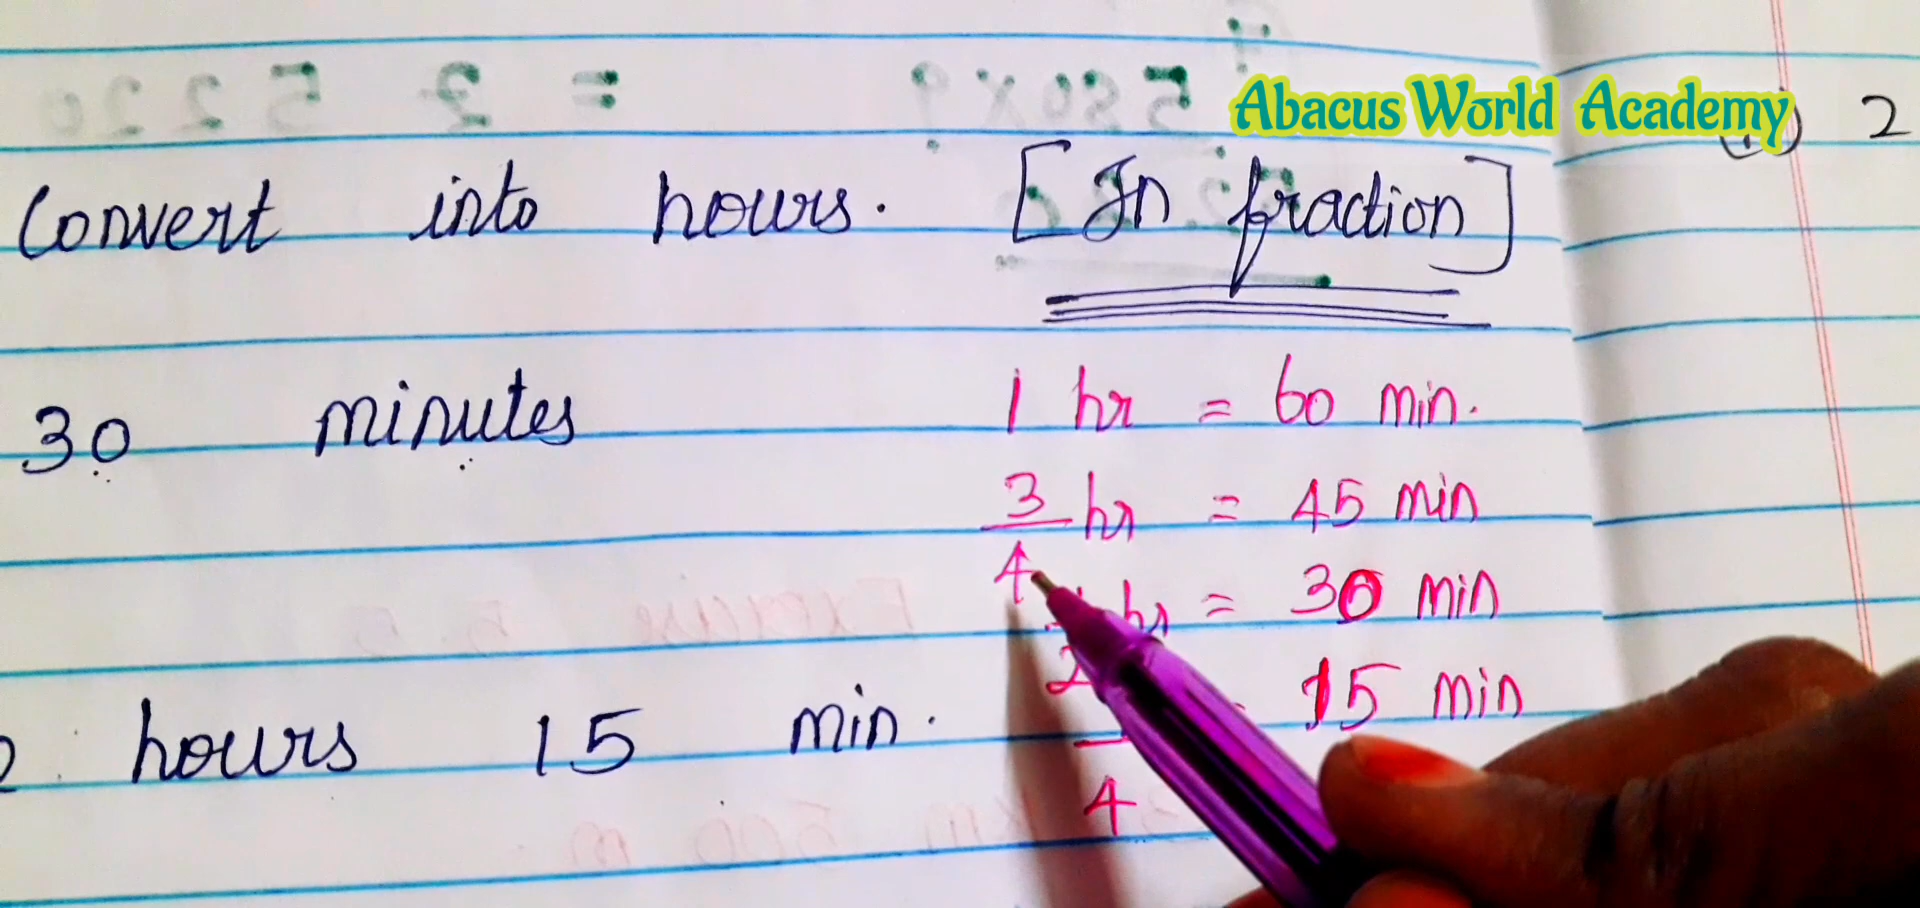 Abacus World Academy
2
Convert into hours. [In fraction]
30 minutes
1 hr = 60 min.
3/4 hr = 45 min
hr = 30 min
2
15 min
4
hours 15 min.